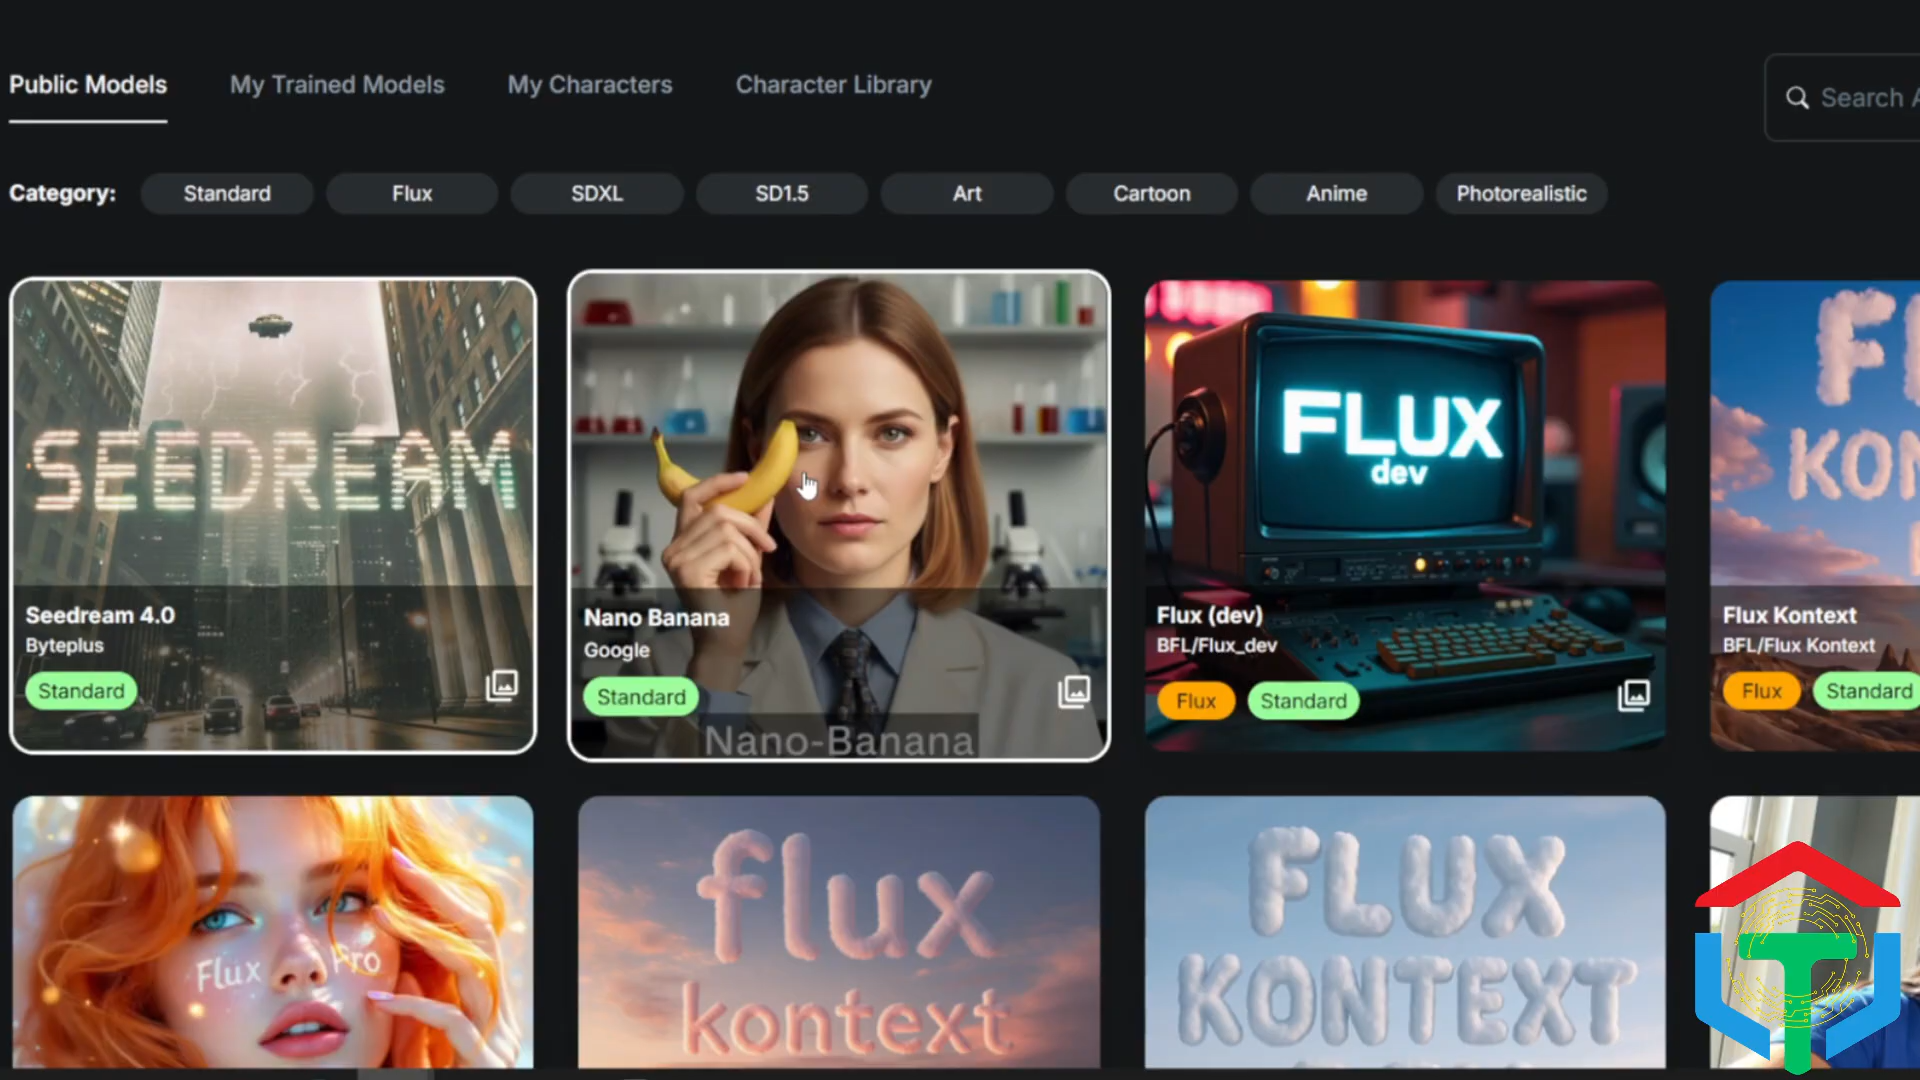 Public Models
My Trained Models
My Characters
Character Library
Search
Category:
Standard
Flux
SDXL
SD1.5
Art
Cartoon
Anime
Photorealistic
SEEDREAM
Seedream 4.0
Byteplus
Standard
Nano Banana
Google
Standard
Nano-Banana
FLUX
dev
Flux (dev)
BFL/Flux_dev
Flux
Standard
Flux Kontext
BFL/Flux Kontext
Flux
Standard
Flux Pro
flux
kontext
FLUX
KONTEXT